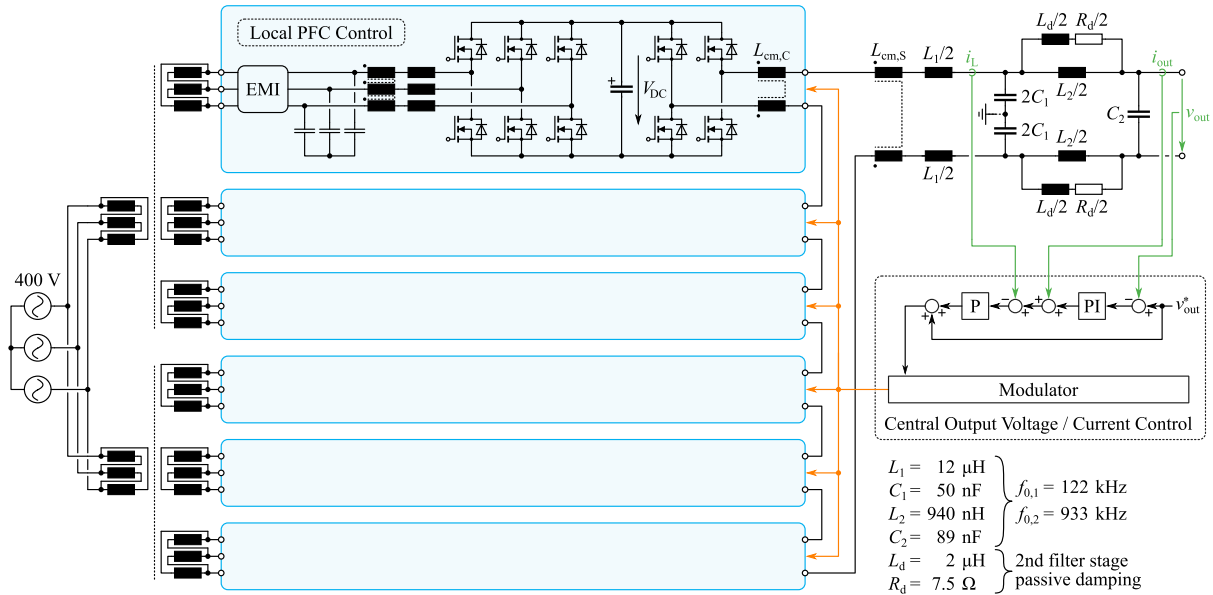 Local PFC Control
EMI
V_DC
L_cm,C
L_cm,S
L_1/2
i_L
L_d/2 R_d/2
L_2/2
i_out
2C_1
2C_1
C_2
v_out
L_1/2
L_2/2
L_d/2 R_d/2
400 V
P
PI
v*_out
− + + − +
+ + +
Modulator
Central Output Voltage / Current Control
L_1 = 12 μH
C_1 = 50 nF
L_2 = 940 nH
C_2 = 89 nF
f_0,1 = 122 kHz
f_0,2 = 933 kHz
L_d = 2 μH
R_d = 7.5 Ω
2nd filter stage
passive damping